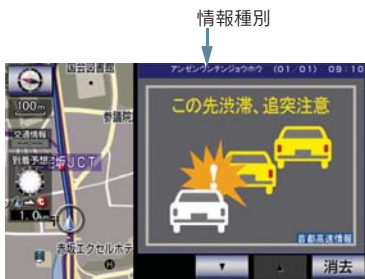 情報種別
アンゼンウンテンジョウホウ (01/01) 09:10
国会図書館
100m
参議院
交通情報
到着予想
JCT
1.0
赤坂エクセルホテ
この先渋滞、追突注意
首都高速情報
▼
▲
消去